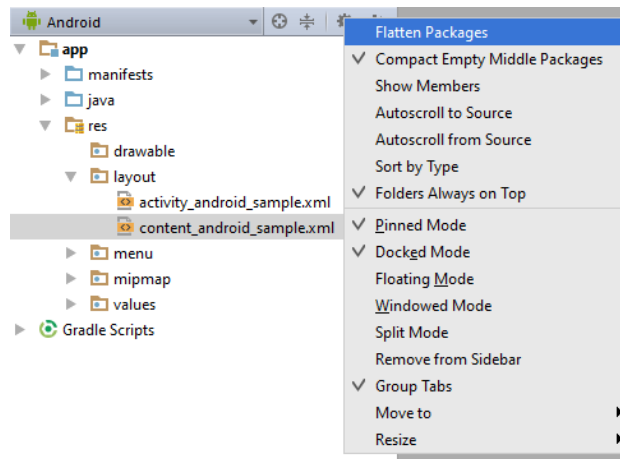 Android
app
manifests
java
res
drawable
layout
activity_android_sample.xml
content_android_sample.xml
menu
mipmap
values
Gradle Scripts
Flatten Packages
Compact Empty Middle Packages
Show Members
Autoscroll to Source
Autoscroll from Source
Sort by Type
Folders Always on Top
Pinned Mode
Docked Mode
Floating Mode
Windowed Mode
Split Mode
Remove from Sidebar
Group Tabs
Move to
Resize